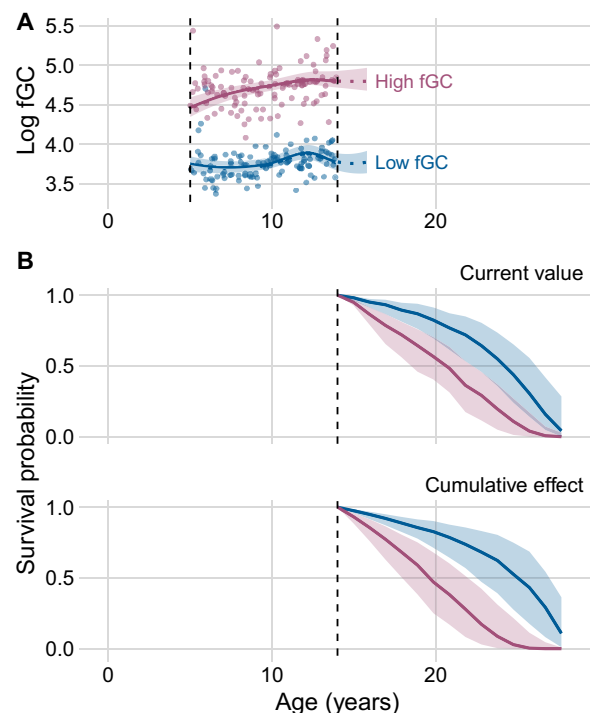 A
5.5
5.0
4.5
4.0
3.5
Log fGC
High fGC
Low fGC
0 10 20
B
Current value
1.0
0.5
0.0
Survival probability
Cumulative effect
1.0
0.5
0.0
0 10 20
Age (years)